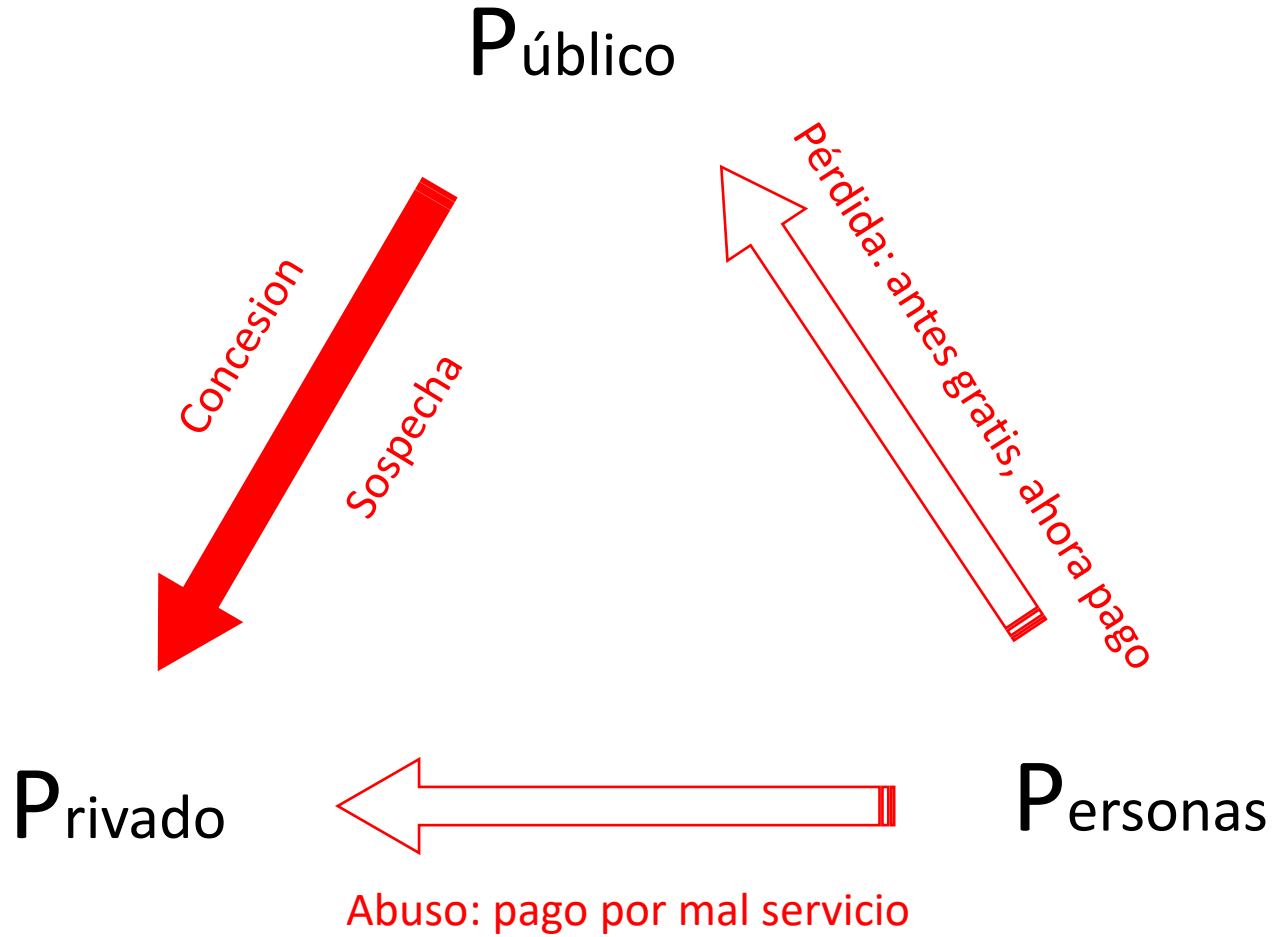 Público
Pérdida: antes gratis, ahora pago
Concesion
Sospecha
Privado
Personas
Abuso: pago por mal servicio